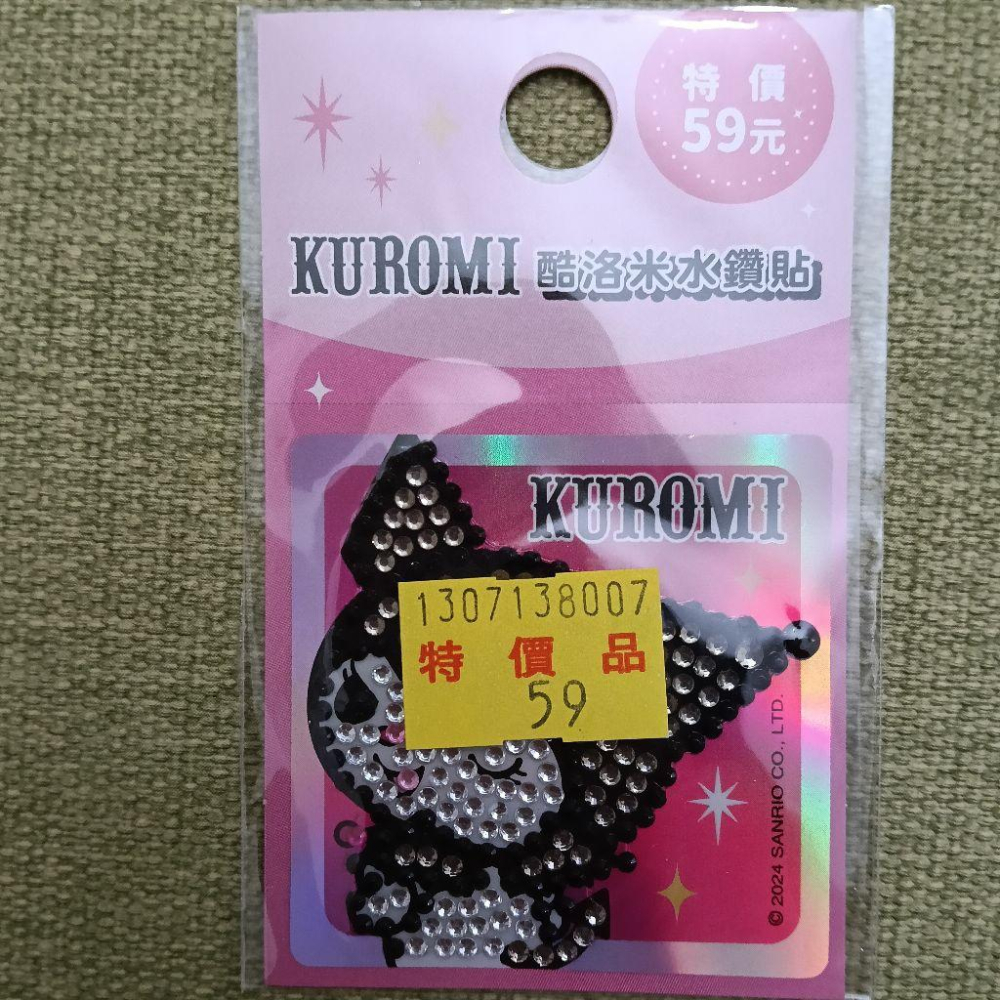 特價
59元
KUROMI 酷洛米水鑽貼
KUROMI
1307138007
特價品
59
© 2024 SANRIO CO., LTD.